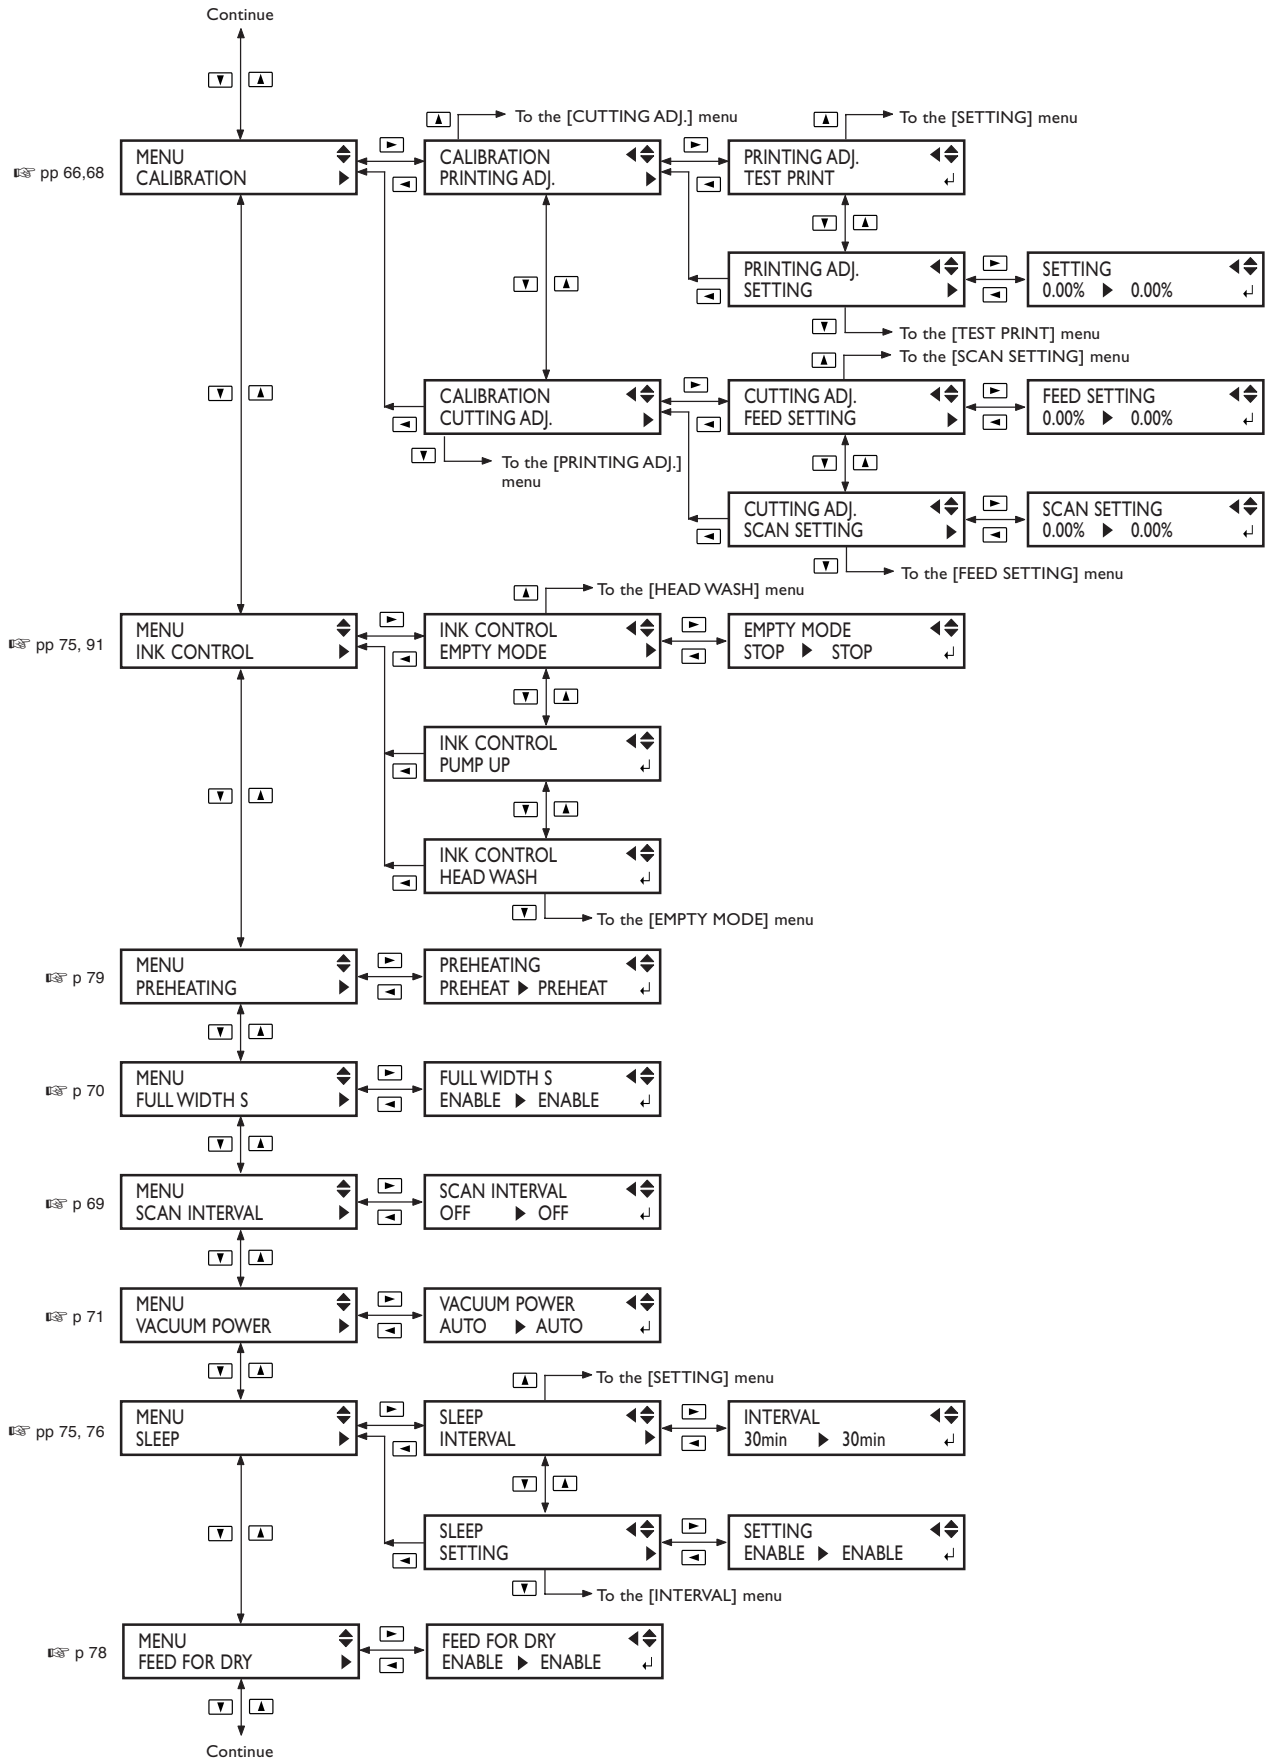 Continue
To the [CUTTING ADJ.] menu
To the [SETTING] menu
pp 66,68
MENU
CALIBRATION
CALIBRATION
PRINTING ADJ.
PRINTING ADJ.
TEST PRINT
PRINTING ADJ.
SETTING
SETTING
0.00% 0.00%
To the [TEST PRINT] menu
To the [SCAN SETTING] menu
CALIBRATION
CUTTING ADJ.
CUTTING ADJ.
FEED SETTING
FEED SETTING
0.00% 0.00%
To the [PRINTING ADJ.]
menu
CUTTING ADJ.
SCAN SETTING
SCAN SETTING
0.00% 0.00%
To the [FEED SETTING] menu
To the [HEAD WASH] menu
pp 75, 91
MENU
INK CONTROL
INK CONTROL
EMPTY MODE
EMPTY MODE
STOP STOP
INK CONTROL
PUMP UP
INK CONTROL
HEAD WASH
To the [EMPTY MODE] menu
p 79
MENU
PREHEATING
PREHEATING
PREHEAT PREHEAT
p 70
MENU
FULL WIDTH S
FULL WIDTH S
ENABLE ENABLE
p 69
MENU
SCAN INTERVAL
SCAN INTERVAL
OFF OFF
p 71
MENU
VACUUM POWER
VACUUM POWER
AUTO AUTO
To the [SETTING] menu
pp 75, 76
MENU
SLEEP
SLEEP
INTERVAL
INTERVAL
30min 30min
SLEEP
SETTING
SETTING
ENABLE ENABLE
To the [INTERVAL] menu
p 78
MENU
FEED FOR DRY
FEED FOR DRY
ENABLE ENABLE
Continue